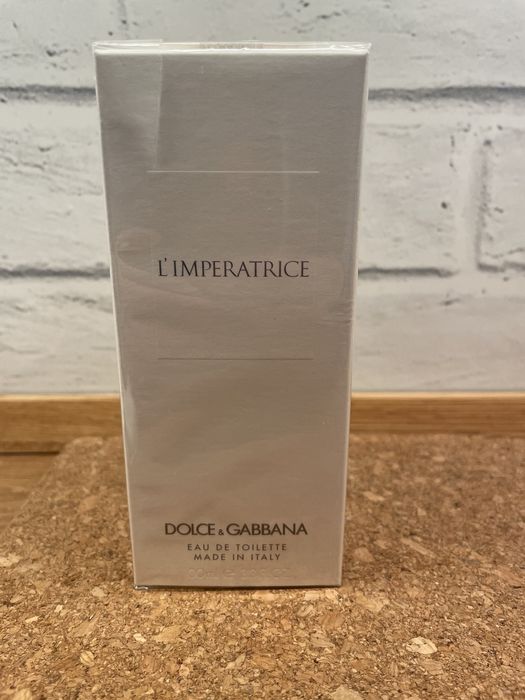 L'IMPERATRICE
DOLCE & GABBANA
EAU DE TOILETTE
MADE IN ITALY